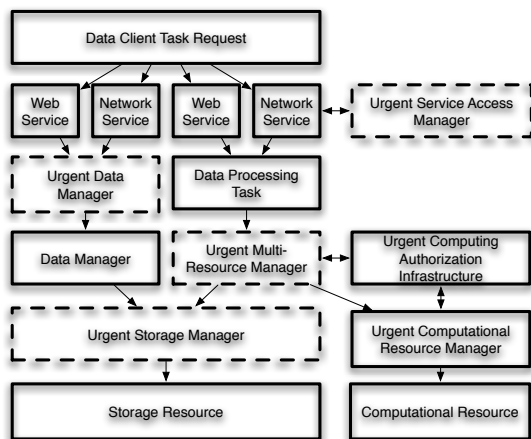 Data Client Task Request
Web
Service
Network
Service
Web
Service
Network
Service
Urgent Service Access
Manager
Urgent Data
Manager
Data Processing
Task
Data Manager
Urgent Multi-
Resource Manager
Urgent Computing
Authorization
Infrastructure
Urgent Storage Manager
Urgent Computational
Resource Manager
Storage Resource
Computational Resource